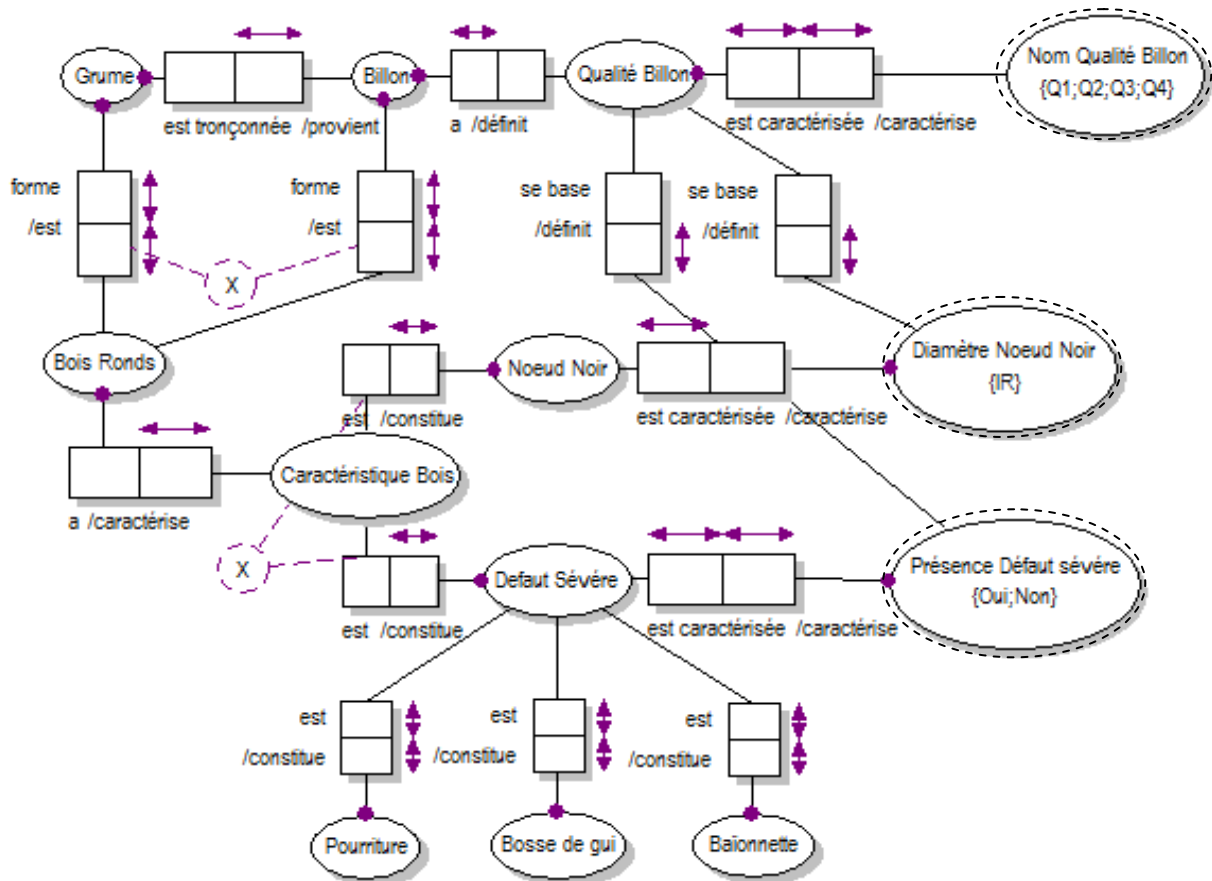 Grume
Billon
Qualité Billon
Nom Qualité Billon
{Q1;Q2;Q3;Q4}
est tronçonnée /provient
a /définit
est caractérisée /caractérise
forme
/est
forme
/est
se base
/définit
se base
/définit
X
Bois Ronds
Noeud Noir
Diamètre Noeud Noir
{IR}
est /constitue
est caractérisée /caractérise
Caractéristique Bois
a /caractérise
X
Defaut Sévére
Présence Défaut sévére
{Oui;Non}
est /constitue
est caractérisée /caractérise
est
/constitue
est
/constitue
est
/constitue
Pourriture
Bosse de gui
Baïonnette